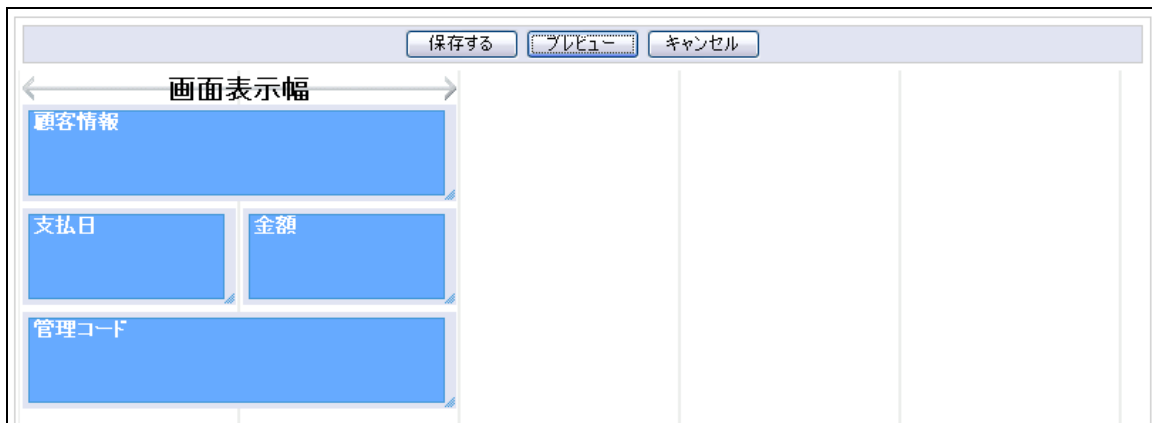 保存する プレビュー キャンセル
画面表示幅
顧客情報
支払日 金額
管理コード